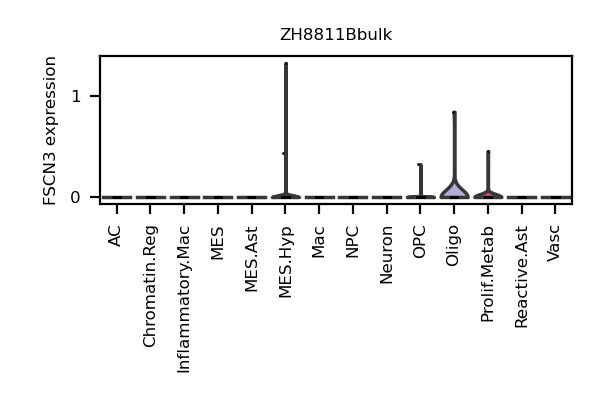 ZH8811Bbulk
FSCN3 expression
1
0
AC
Chromatin.Reg
Inflammatory.Mac
MES
MES.Ast
MES.Hyp
Mac
NPC
Neuron
OPC
Oligo
Prolif.Metab
Reactive.Ast
Vasc